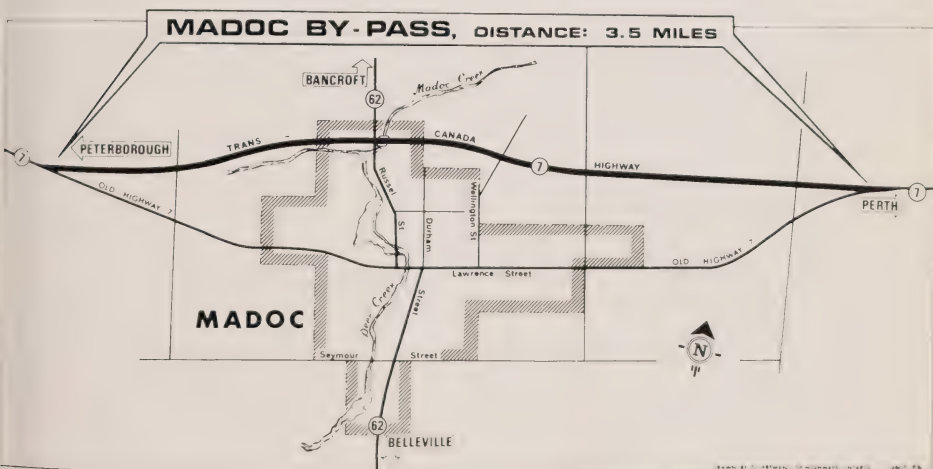 MADOC BY-PASS, DISTANCE: 3.5 MILES
BANCROFT
62
Madoc Creek
PETERBOROUGH
TRANS
CANADA
7
7
HIGHWAY
7
PERTH
OLD HIGHWAY 7
Russel
St
Durham
Street
Wellington St
Lawrence Street
OLD HIGHWAY 7
MADOC
Deer Creek
N
Seymour Street
62
BELLEVILLE